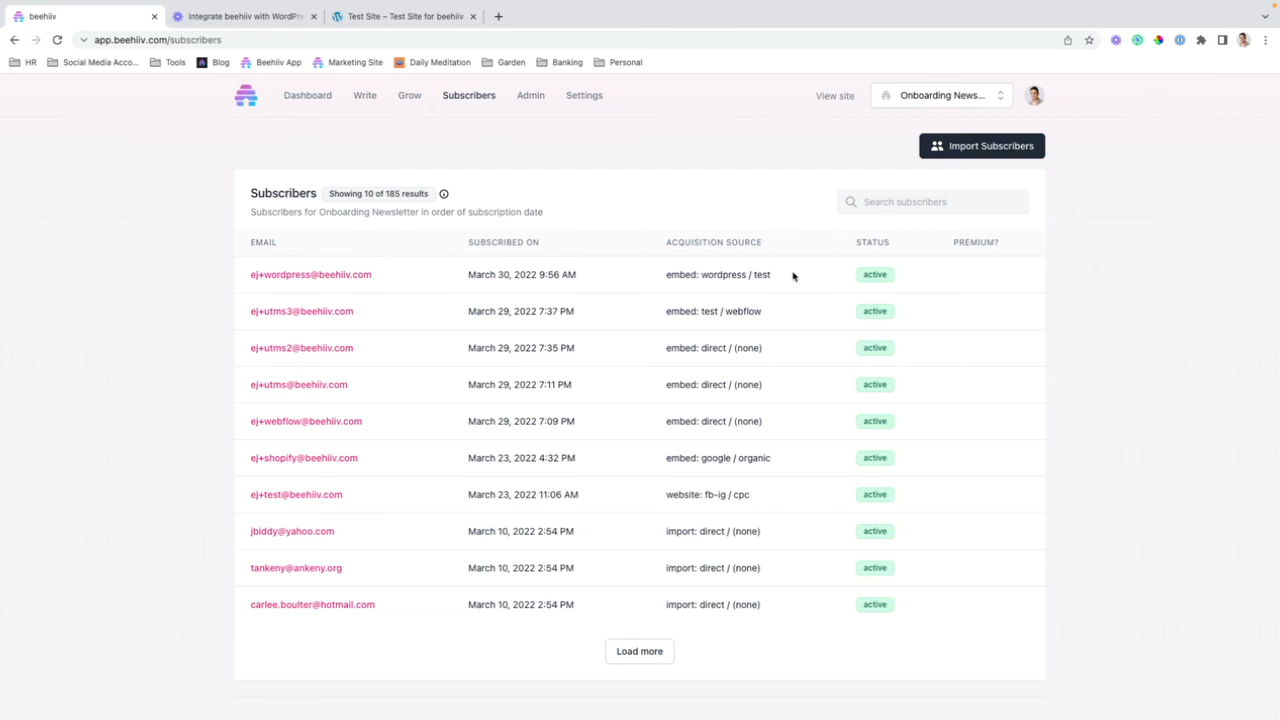 beehiiv
Integrate beehiiv with WordPre
Test Site – Test Site for beehiiv
app.beehiiv.com/subscribers
HR Social Media Acco... Tools Blog Beehiiv App Marketing Site Daily Meditation Garden Banking Personal
Dashboard Write Grow Subscribers Admin Settings View site Onboarding News...
Import Subscribers
Subscribers Showing 10 of 185 results
Search subscribers
Subscribers for Onboarding Newsletter in order of subscription date
EMAIL SUBSCRIBED ON ACQUISITION SOURCE STATUS PREMIUM?
ej+wordpress@beehiiv.com March 30, 2022 9:56 AM embed: wordpress / test active
ej+utms3@beehiiv.com March 29, 2022 7:37 PM embed: test / webflow active
ej+utms2@beehiiv.com March 29, 2022 7:35 PM embed: direct / (none) active
ej+utms@beehiiv.com March 29, 2022 7:11 PM embed: direct / (none) active
ej+webflow@beehiiv.com March 29, 2022 7:09 PM embed: direct / (none) active
ej+shopify@beehiiv.com March 23, 2022 4:32 PM embed: google / organic active
ej+test@beehiiv.com March 23, 2022 11:06 AM website: fb-ig / cpc active
jbiddy@yahoo.com March 10, 2022 2:54 PM import: direct / (none) active
tankeny@ankeny.org March 10, 2022 2:54 PM import: direct / (none) active
carlee.boulter@hotmail.com March 10, 2022 2:54 PM import: direct / (none) active
Load more